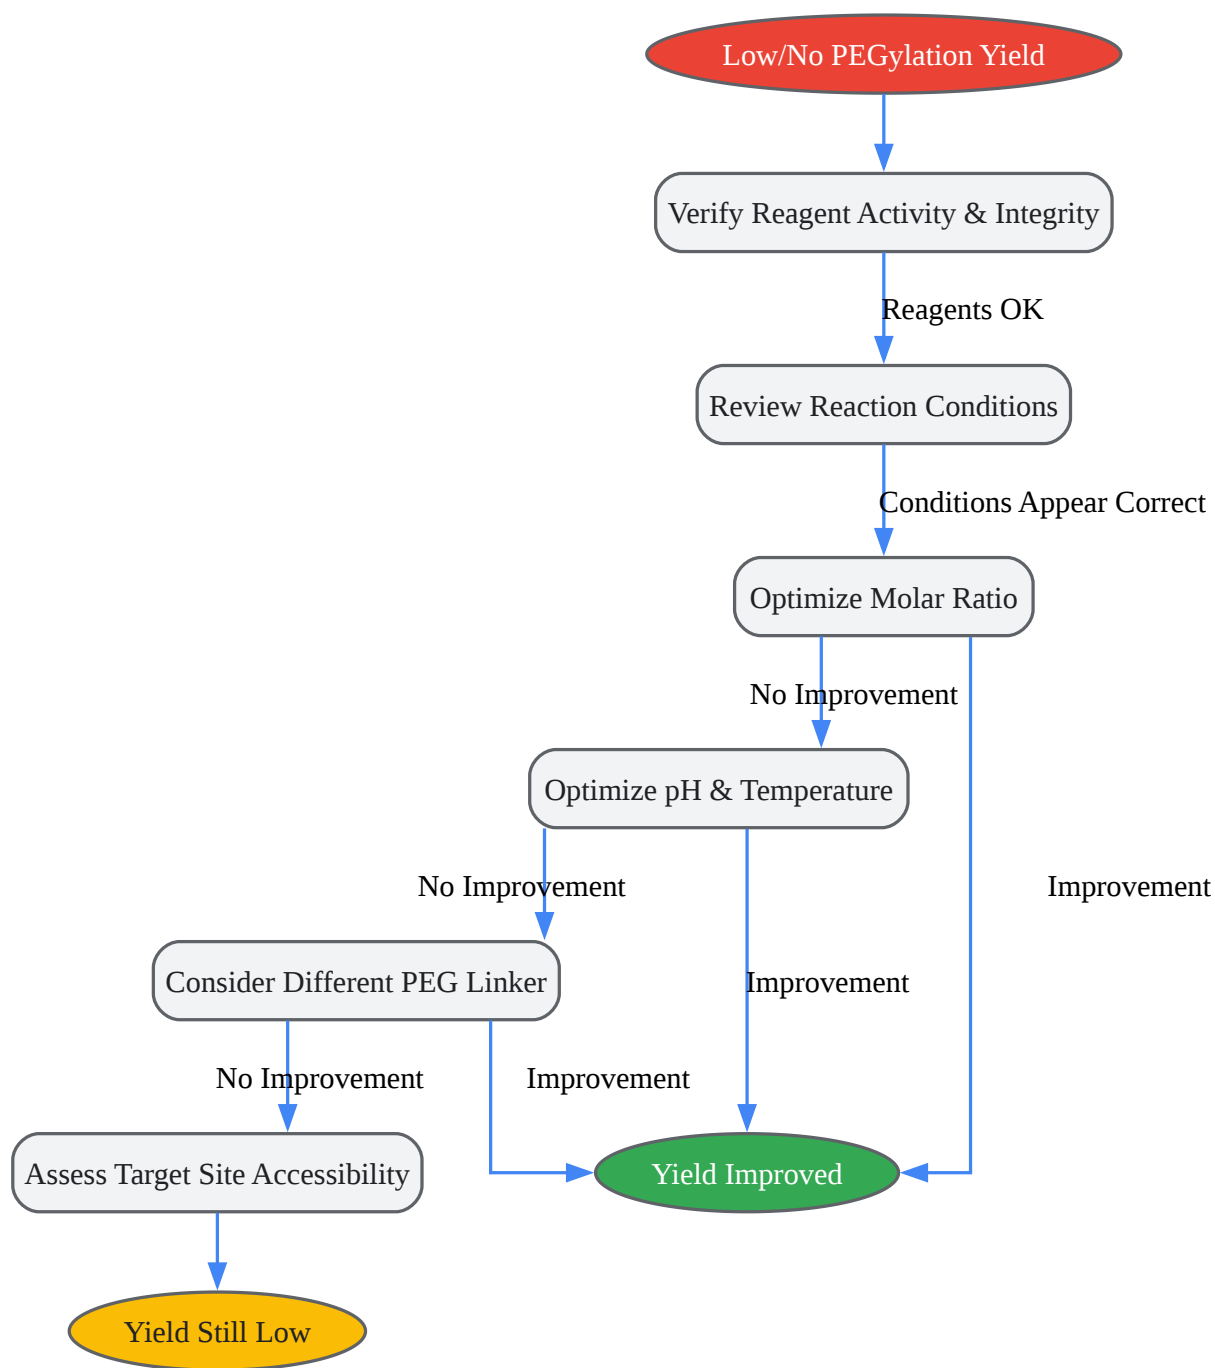 Low/No PEGylation Yield
Verify Reagent Activity & Integrity
Reagents OK
Review Reaction Conditions
Conditions Appear Correct
Optimize Molar Ratio
No Improvement
Optimize pH & Temperature
No Improvement
Improvement
Consider Different PEG Linker
Improvement
No Improvement
Improvement
Assess Target Site Accessibility
Yield Improved
Yield Still Low